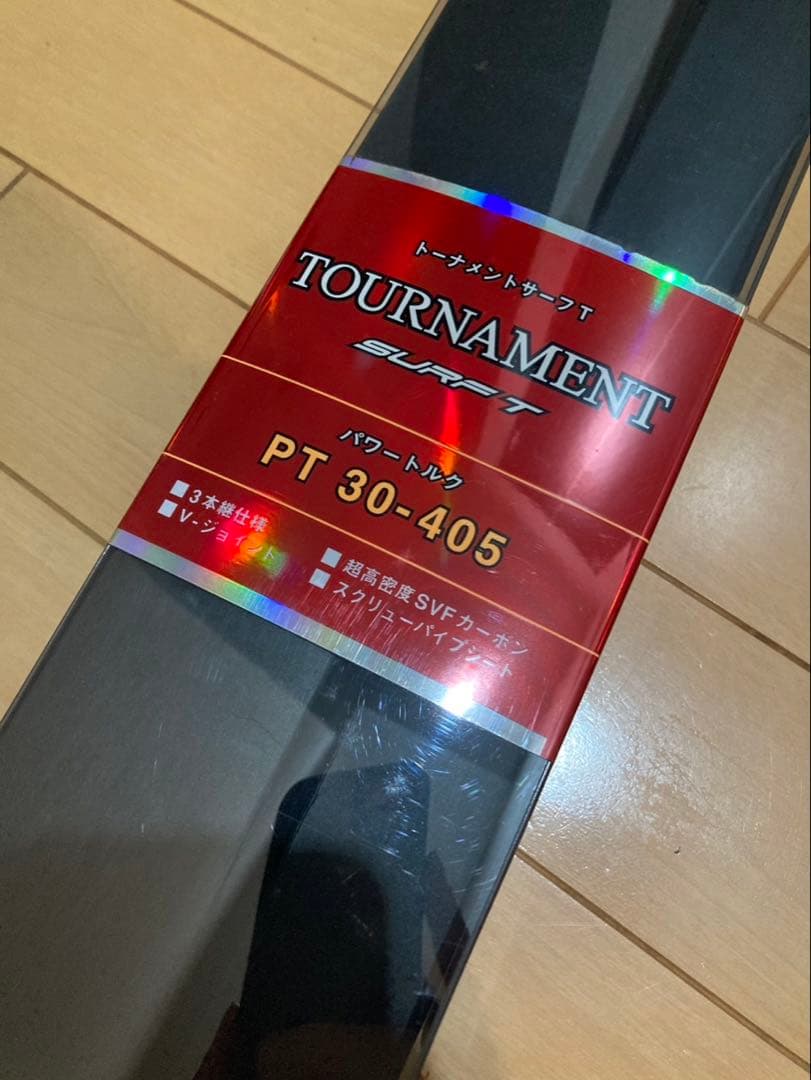 トーナメントサーフT
TOURNAMENT
SURF T
パワートルク
PT 30-405
■3本継仕様
■V-ジョイント
■超高密度SVFカーボン
■スクリューパイプシート